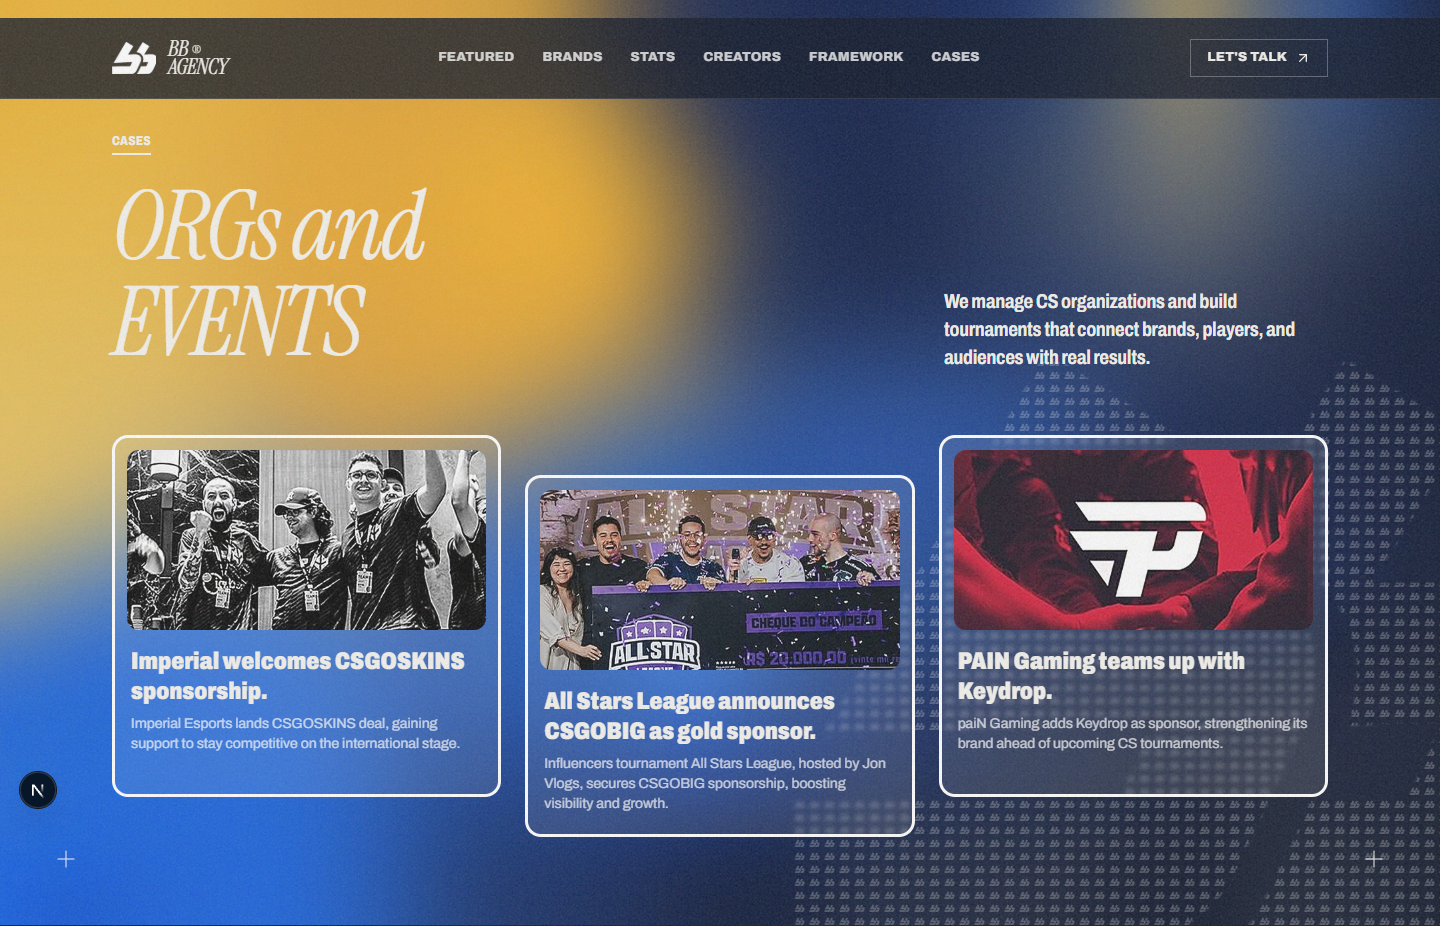 BB ®
AGENCY
FEATURED
BRANDS
STATS
CREATORS
FRAMEWORK
CASES
LET'S TALK
CASES
ORGs and
EVENTS
We manage CS organizations and build
tournaments that connect brands, players, and
audiences with real results.
Imperial welcomes CSGOSKINS
sponsorship.
Imperial Esports lands CSGOSKINS deal, gaining
support to stay competitive on the international stage.
ALL STAR
CHEQUE DO CAMPEÃO
ALL STAR
LEAGUE
R$ 20.000,00
All Stars League announces
CSGOBIG as gold sponsor.
Influencers tournament All Stars League, hosted by Jon
Vlogs, secures CSGOBIG sponsorship, boosting
visibility and growth.
PAIN Gaming teams up with
Keydrop.
paiN Gaming adds Keydrop as sponsor, strengthening its
brand ahead of upcoming CS tournaments.
N